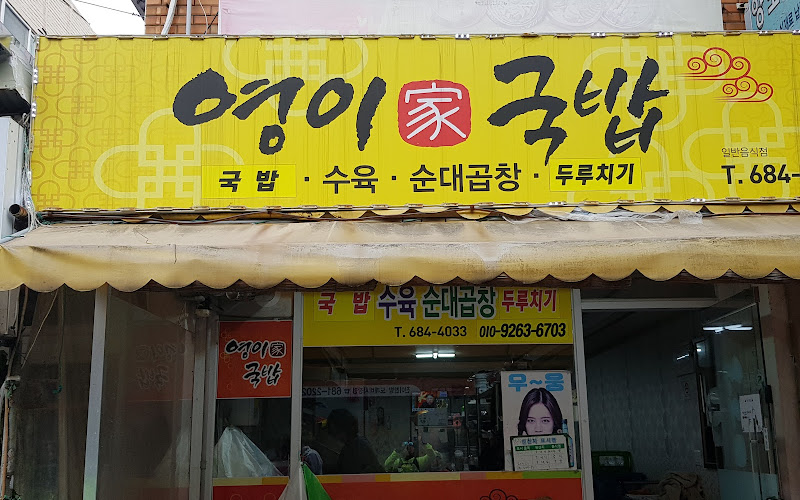 영이家국밥
일반음식점
국밥 · 수육 · 순대곱창 · 두루치기
T. 684-
국밥 수육 순대곱창 두루치기
T. 684-4033 010-9263-6703
영이家
국밥
우~웅